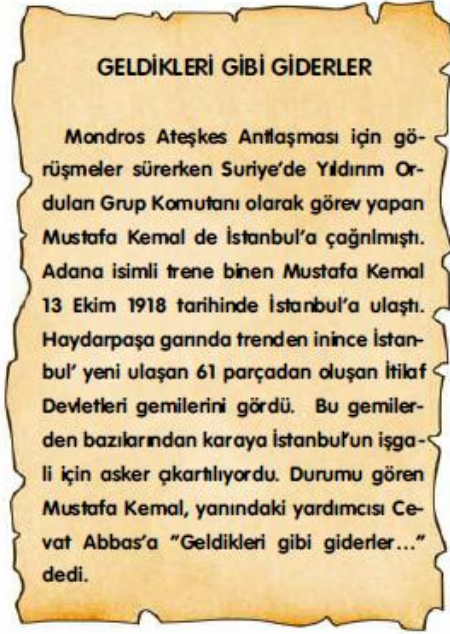 GELDİKLERİ GİBİ GİDERLER
Mondros Ateşkes Antlaşması için gö-
rüşmeler sürerken Suriye’de Yıldırım Or-
duları Grup Komutanı olarak görev yapan
Mustafa Kemal de İstanbul’a çağrılmıştı.
Adana isimli trene binen Mustafa Kemal
13 Ekim 1918 tarihinde İstanbul’a ulaştı.
Haydarpaşa garında trenden inince İstan-
bul’ yeni ulaşan 61 parçadan oluşan İtilaf
Devletleri gemilerini gördü. Bu gemiler-
den bazılarından karaya İstanbul’un işga-
li için asker çıkartılıyordu. Durumu gören
Mustafa Kemal, yanındaki yardımcısı Ce-
vat Abbas’a “Geldikleri gibi giderler...”
dedi.